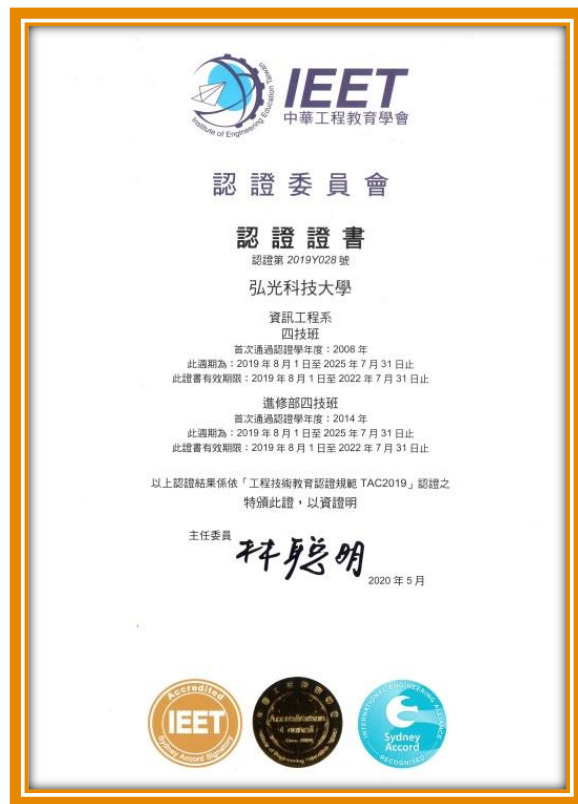 IEET
中華工程教育學會
Institute of Engineering Education Taiwan
認證委員會
認證證書
認證第 2019Y028 號
弘光科技大學
資訊工程系
四技班
首次通過認證學年度：2008 年
此週期為：2019 年 8 月 1 日至 2025 年 7 月 31 日止
此證書有效期限：2019 年 8 月 1 日至 2022 年 7 月 31 日止
進修部四技班
首次通過認證學年度：2014 年
此週期為：2019 年 8 月 1 日至 2025 年 7 月 31 日止
此證書有效期限：2019 年 8 月 1 日至 2022 年 7 月 31 日止
以上認證結果係依「工程技術教育認證規範 TAC2019」認證之
特頒此證，以資證明
主任委員
林聰明
2020 年 5 月
Accredited
IEET
Sydney Accord Signatory
Accreditation
Council
INTERNATIONAL ENGINEERING ALLIANCE
Sydney
Accord
RECOGNISED